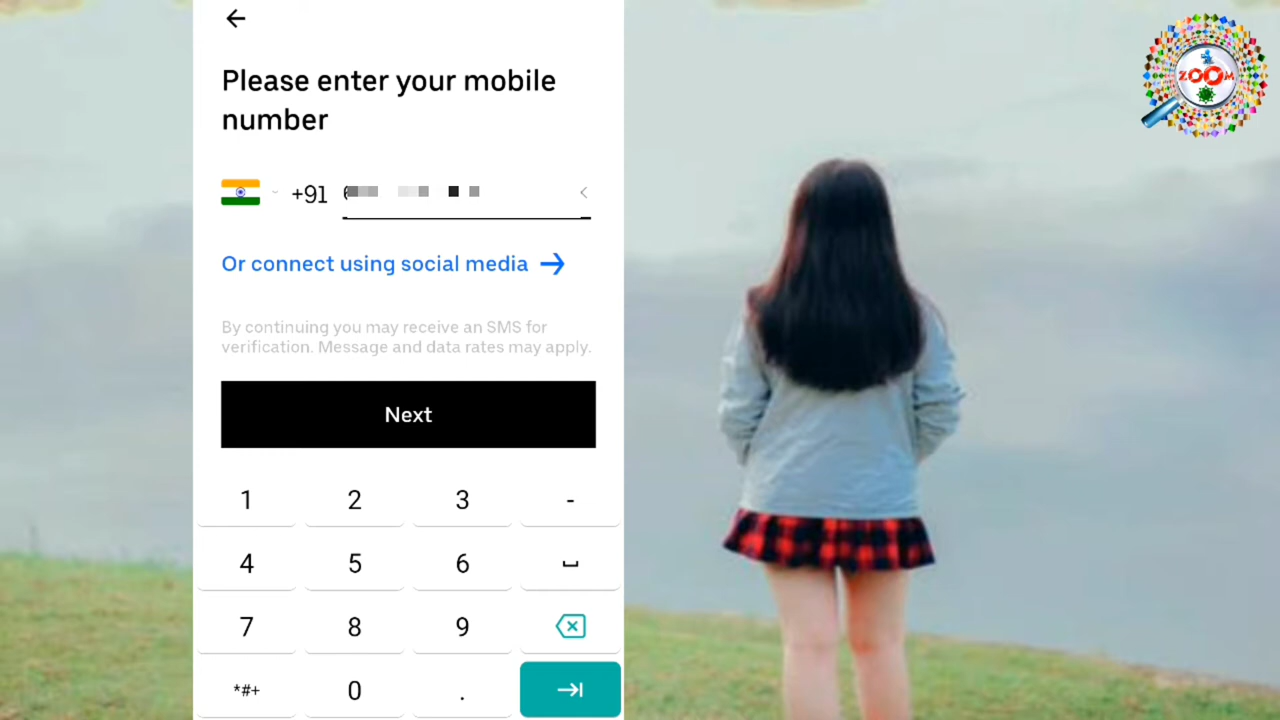 Please enter your mobile
number
+91
Or connect using social media
By continuing you may receive an SMS for
verification. Message and data rates may apply.
Next
1 2 3 -
4 5 6
7 8 9
*#+ 0 .
ZOOM